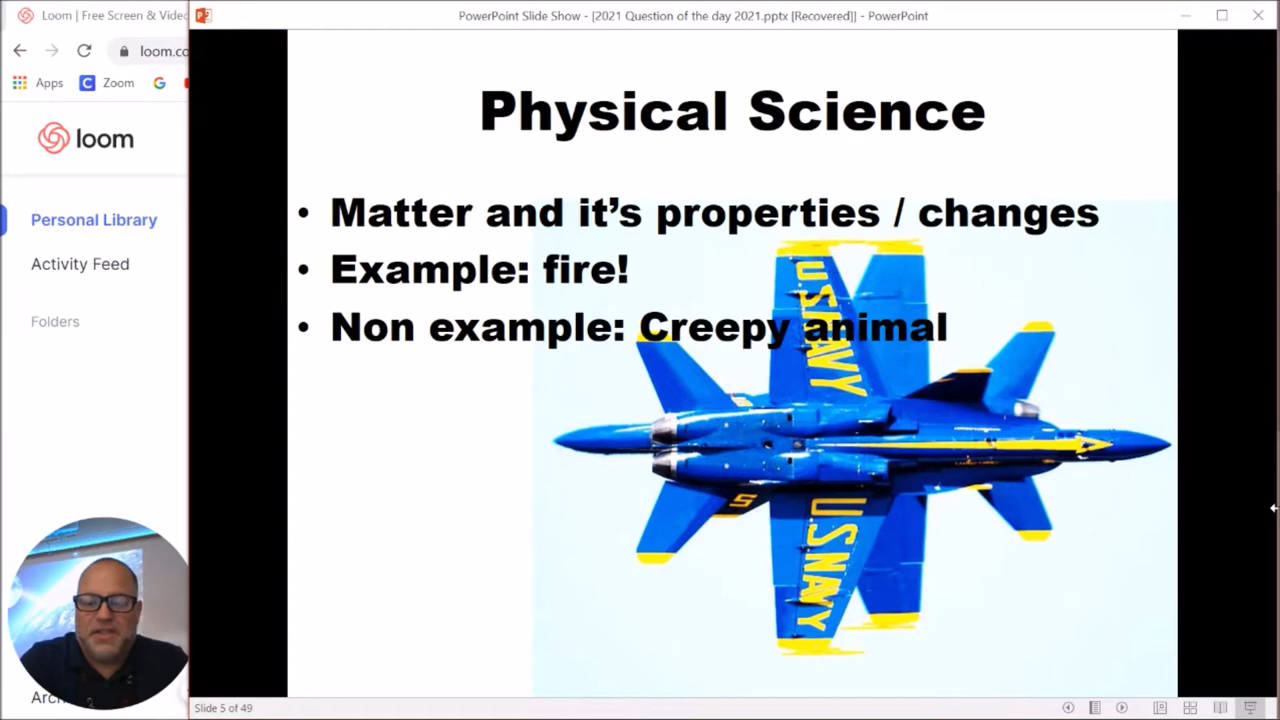 Loom | Free Screen & Video
PowerPoint Slide Show - [2021 Question of the day 2021.pptx [Recovered]] - PowerPoint
loom.co
Apps
Zoom
loom
Personal Library
Activity Feed
Folders
Physical Science
• Matter and it’s properties / changes
• Example: fire!
• Non example: Creepy animal
U.S.NAVY
5
U.S.NAVY
Slide 5 of 49